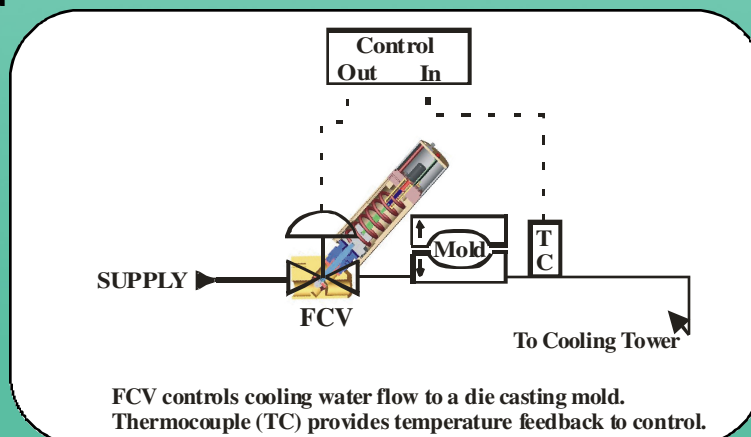 Control
Out In
SUPPLY
FCV
Mold
T
C
To Cooling Tower
FCV controls cooling water flow to a die casting mold.
Thermocouple (TC) provides temperature feedback to control.